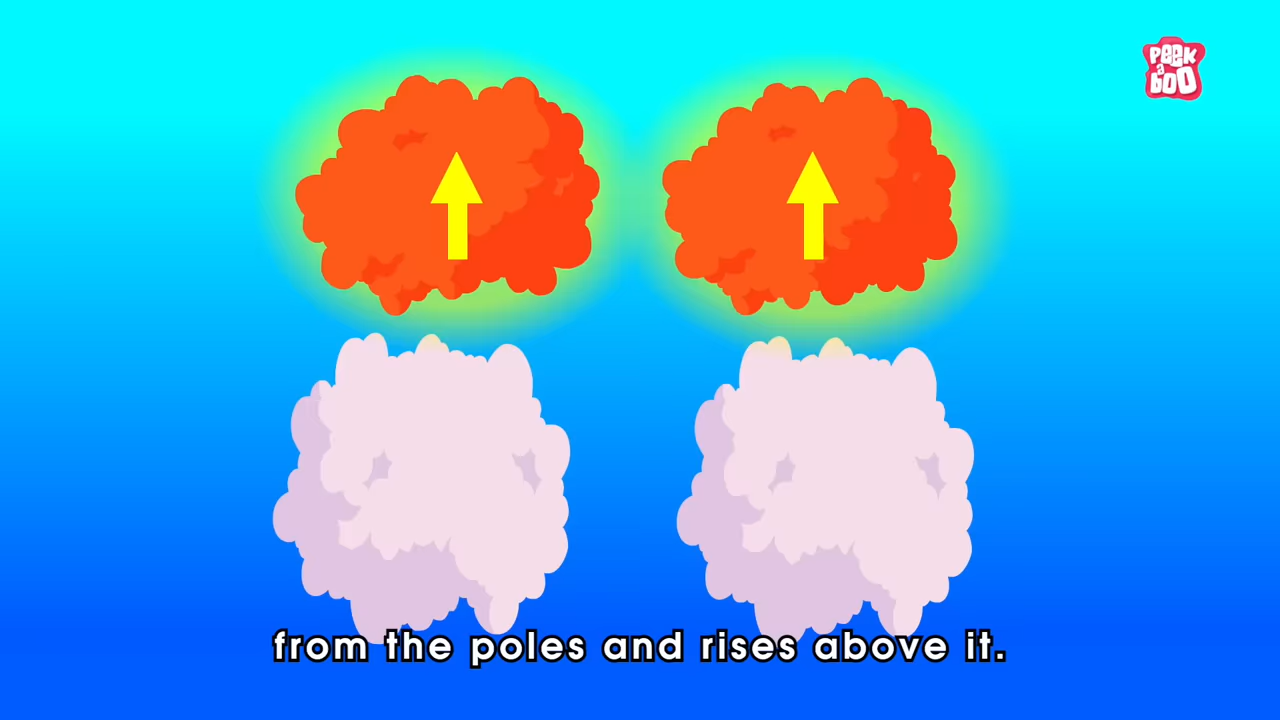 Peek
a
boo
from the poles and rises above it.